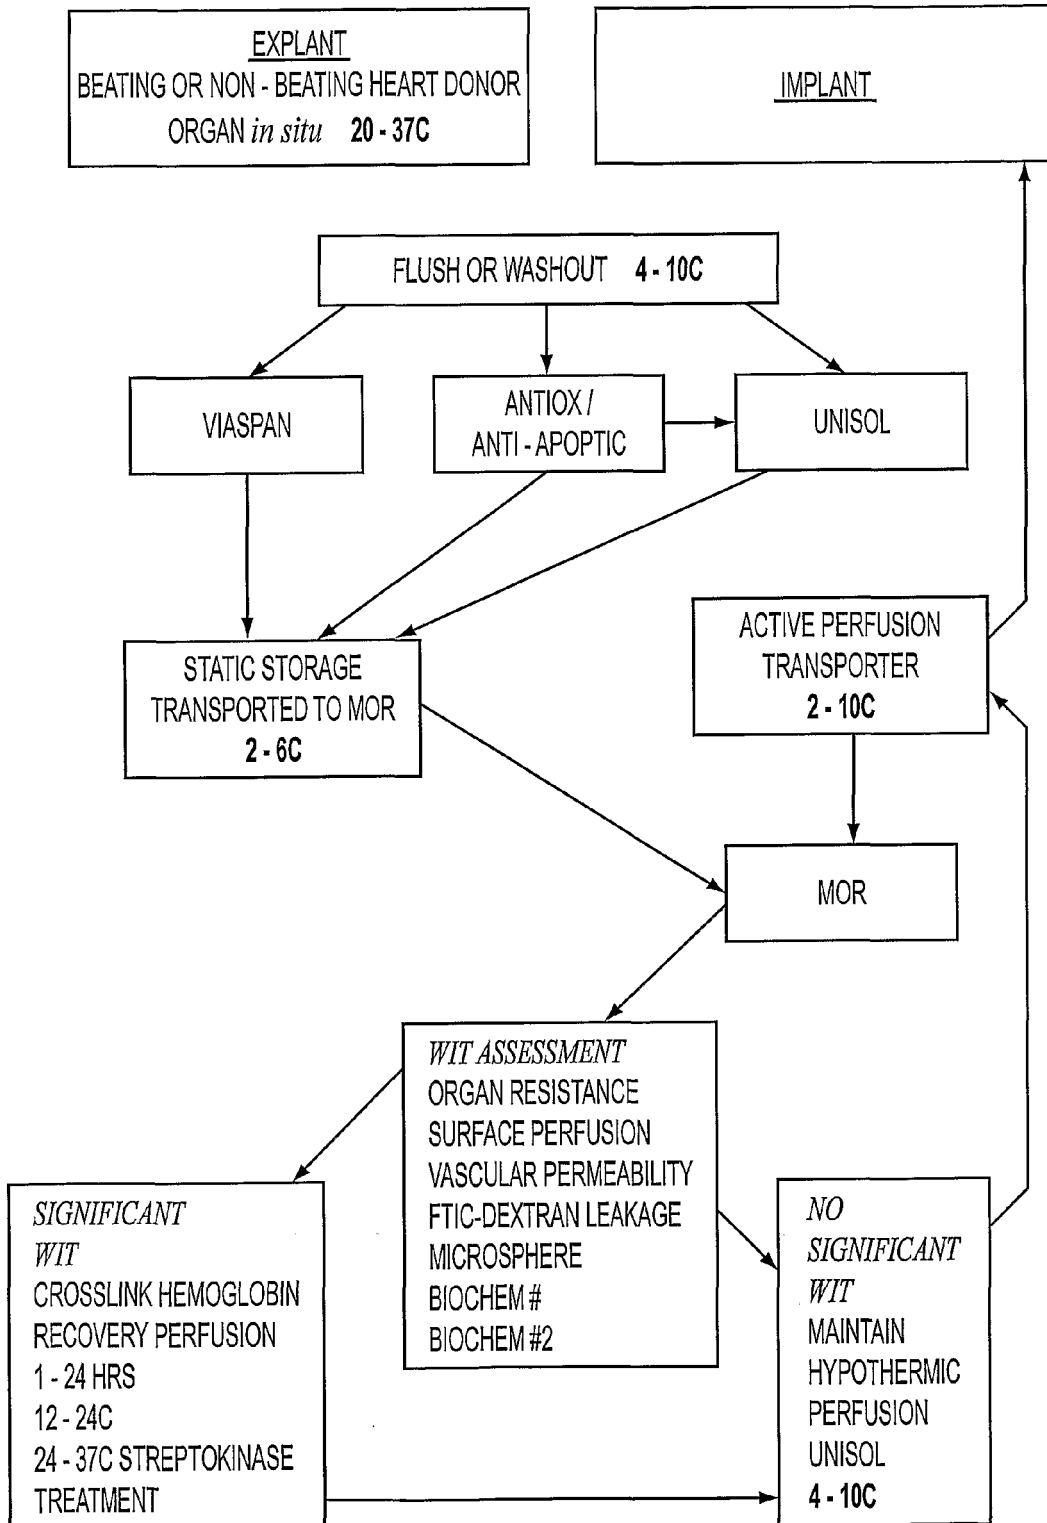 EXPLANT
BEATING OR NON - BEATING HEART DONOR
ORGAN in situ 20 - 37C
IMPLANT
FLUSH OR WASHOUT 4 - 10C
VIASPAN
ANTIOX /
ANTI - APOPTIC
UNISOL
STATIC STORAGE
TRANSPORTED TO MOR
2 - 6C
ACTIVE PERFUSION
TRANSPORTER
2 - 10C
MOR
WIT ASSESSMENT
ORGAN RESISTANCE
SURFACE PERFUSION
VASCULAR PERMEABILITY
FTIC-DEXTRAN LEAKAGE
MICROSPHERE
BIOCHEM #
BIOCHEM #2
SIGNIFICANT
WIT
CROSSLINK HEMOGLOBIN
RECOVERY PERFUSION
1 - 24 HRS
12 - 24C
24 - 37C STREPTOKINASE
TREATMENT
NO
SIGNIFICANT
WIT
MAINTAIN
HYPOTHERMIC
PERFUSION
UNISOL
4 - 10C